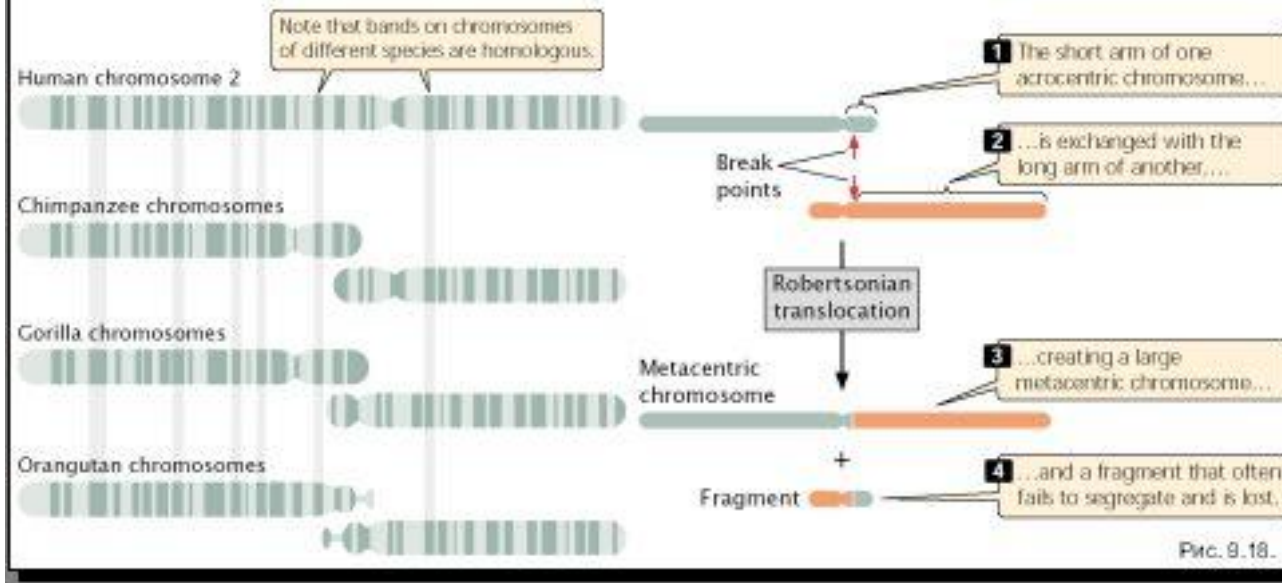 Note that bands on chromosomes
of different species are homologous.
Human chromosome 2
Chimpanzee chromosomes
Gorilla chromosomes
Orangutan chromosomes
1 The short arm of one
acrocentric chromosome…
2 …is exchanged with the
long arm of another,…
Break
points
Robertsonian
translocation
Metacentric
chromosome
3 …creating a large
metacentric chromosome…
+
Fragment
4 …and a fragment that often
fails to segregate and is lost.
Рис. 9.18.